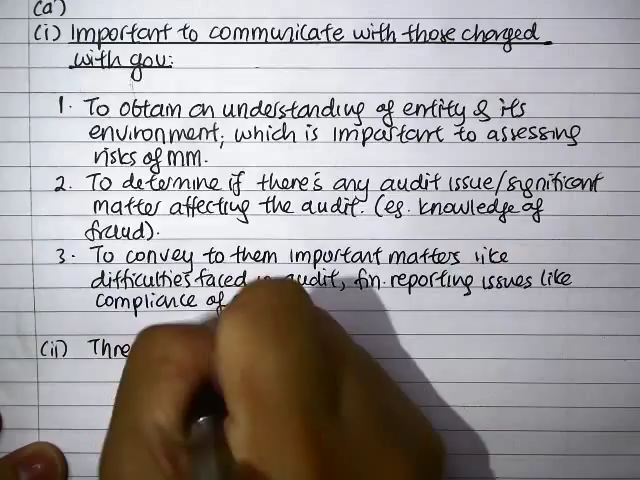 (a)
(i) Important to communicate with those charged
with gov:
1. To obtain an understanding of entity & its
environment, which is important to assessing
risks of MM.
2. To determine if there's any audit issue/significant
matter affecting the audit. (eg. knowledge of
fraud).
3. To convey to them important matters like
difficulties faced in audit, fin. reporting issues like
compliance of
(ii) Thre